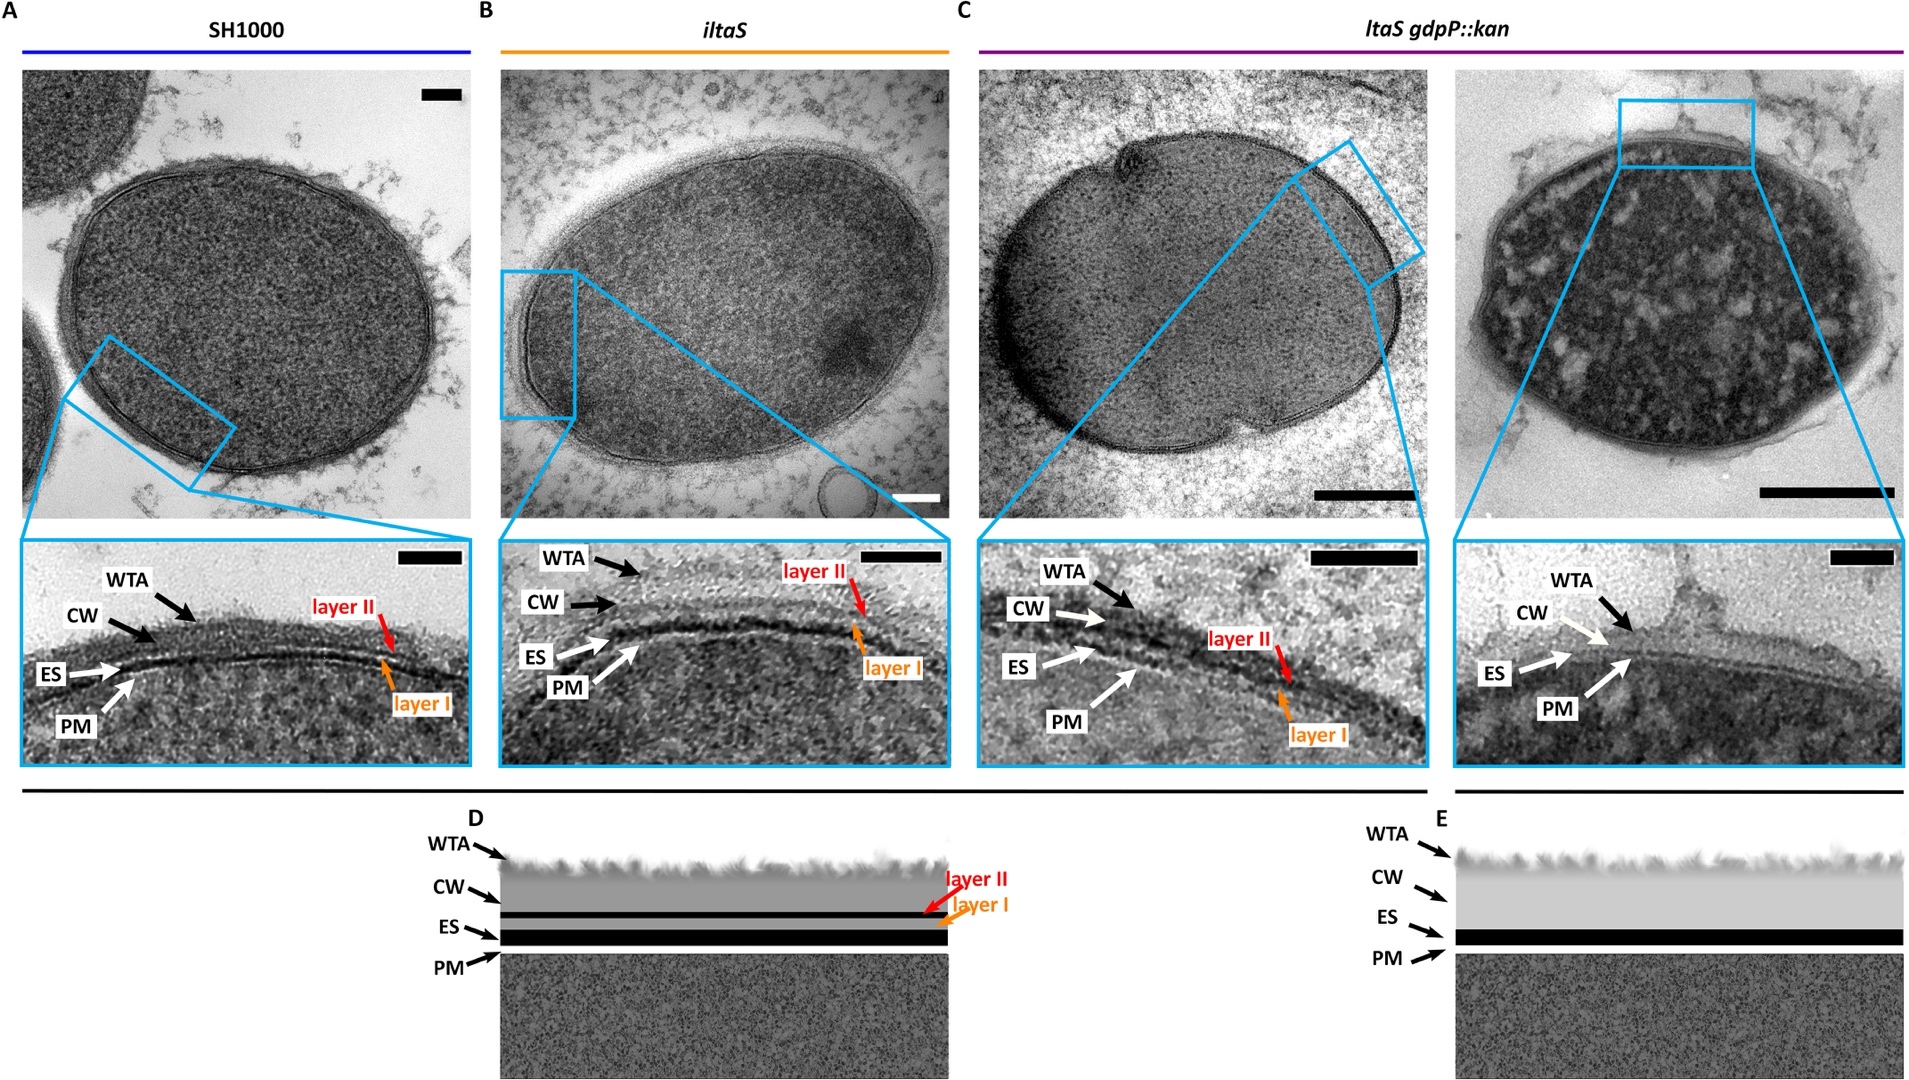 A
SH1000
B
iltaS
C
ltaS gdpP::kan
WTA
CW
ES
PM
layer II
layer I
WTA
CW
ES
PM
layer II
layer I
WTA
CW
ES
PM
layer II
layer I
WTA
CW
ES
PM
D
WTA
CW
ES
PM
layer II
layer I
E
WTA
CW
ES
PM